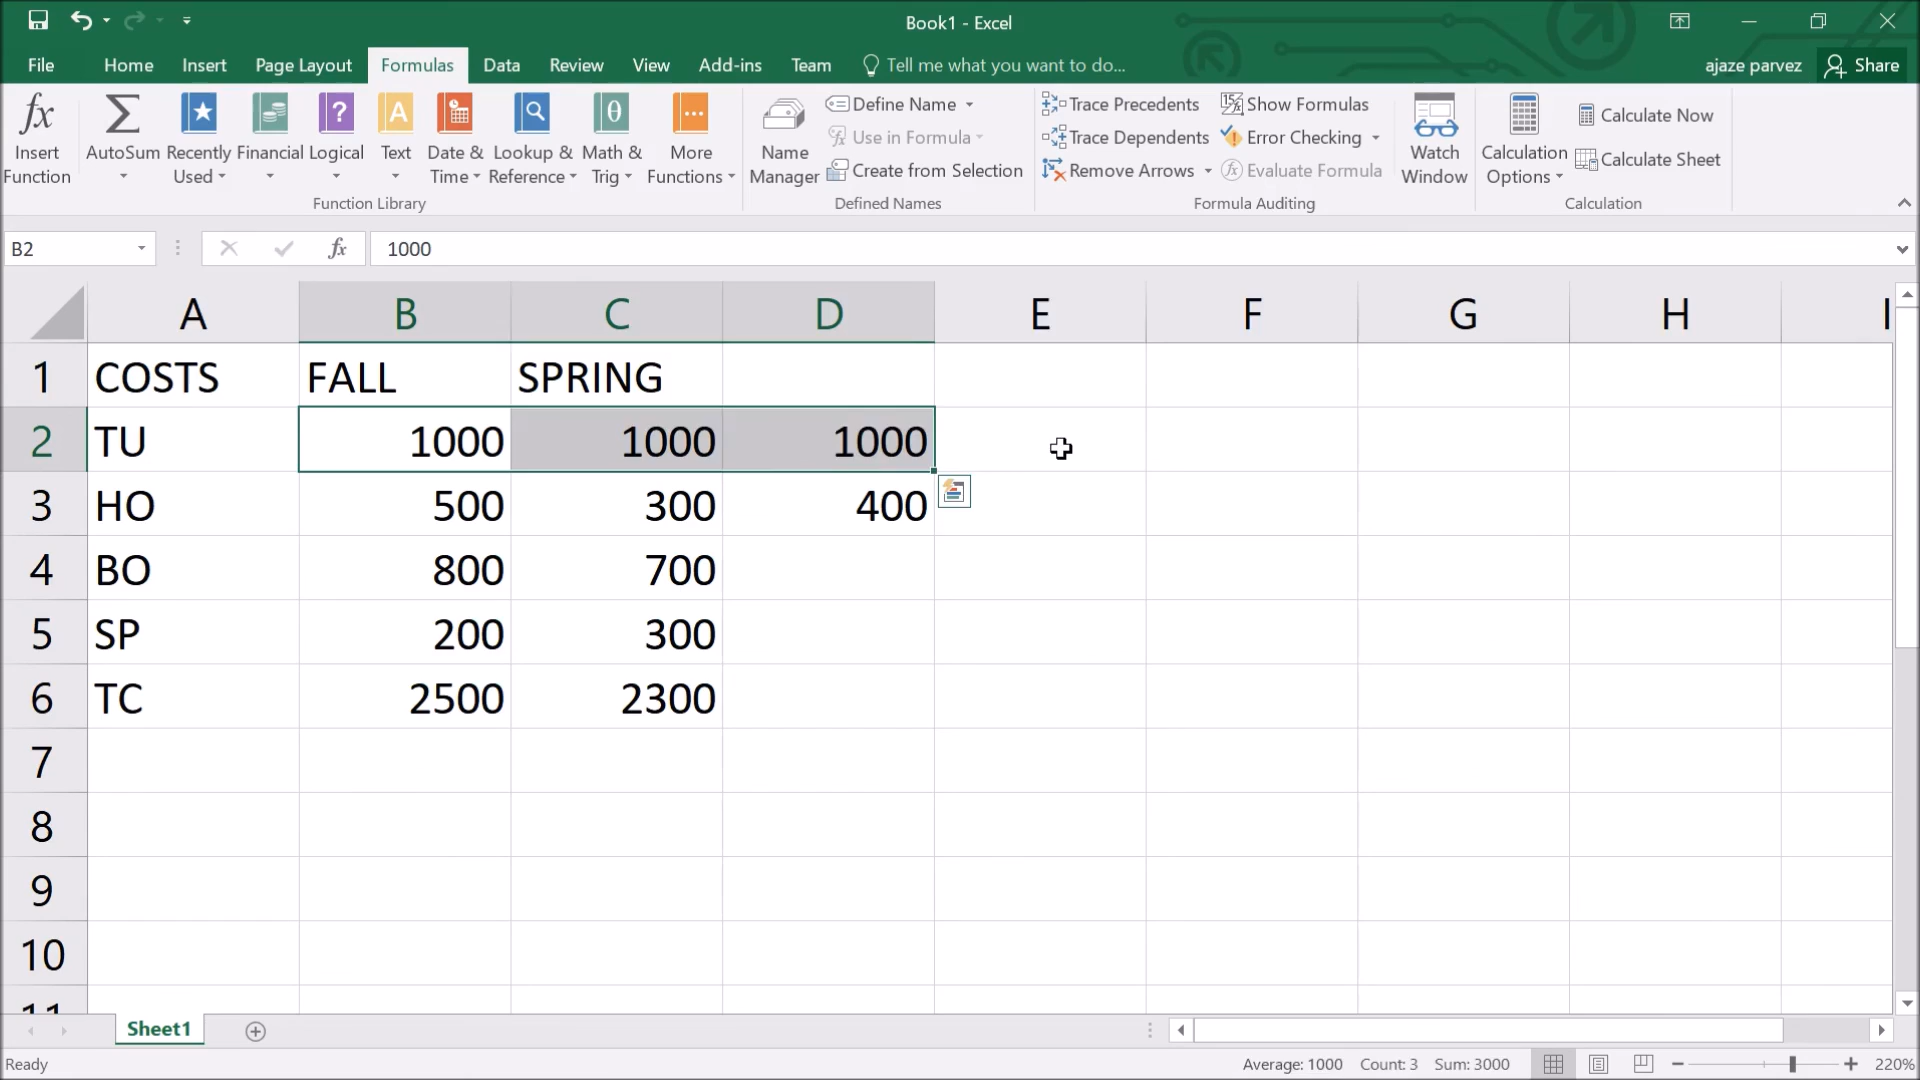 Book1 - Excel
File Home Insert Page Layout Formulas Data Review View Add-ins Team Tell me what you want to do... ajaze parvez Share
fx Insert Function
AutoSum
Recently Used
Financial
Logical
Text
Date & Time
Lookup & Reference
Math & Trig
More Functions
Function Library
Name Manager
Define Name
Use in Formula
Create from Selection
Defined Names
Trace Precedents
Trace Dependents
Remove Arrows
Show Formulas
Error Checking
Evaluate Formula
Formula Auditing
Watch Window
Calculation Options
Calculate Now
Calculate Sheet
Calculation
B2 fx 1000
A B C D E F G H I
1 COSTS FALL SPRING
2 TU 1000 1000 1000
3 HO 500 300 400
4 BO 800 700
5 SP 200 300
6 TC 2500 2300
7
8
9
10
11
Sheet1
Ready Average: 1000 Count: 3 Sum: 3000 220%